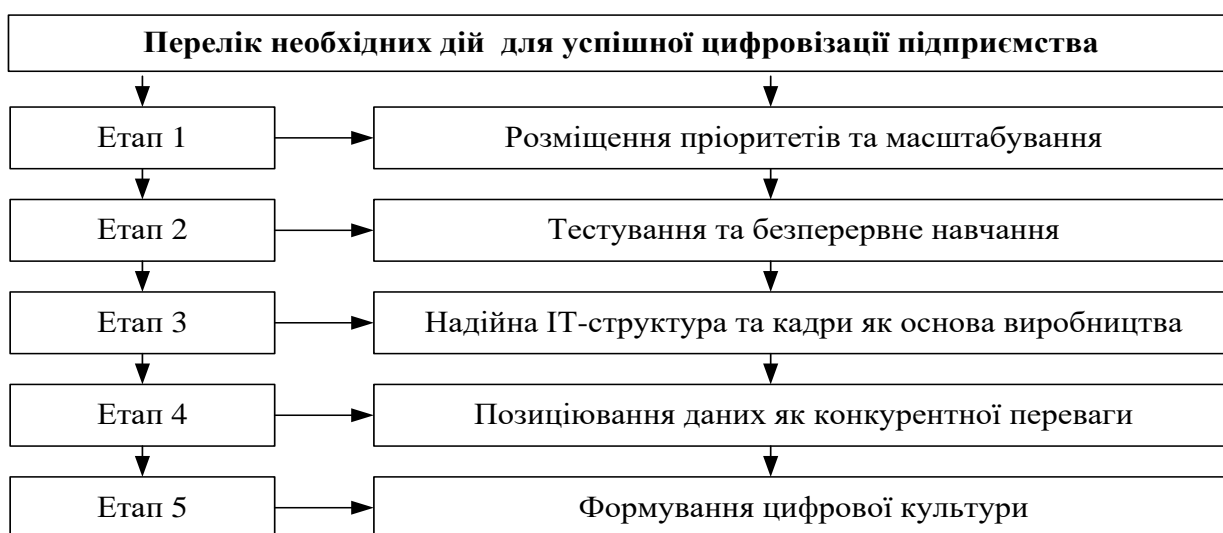 Перелік необхідних дій для успішної цифровізації підприємства
Етап 1
Розміщення пріоритетів та масштабування
Етап 2
Тестування та безперервне навчання
Етап 3
Надійна ІТ-структура та кадри як основа виробництва
Етап 4
Позиціювання даних як конкурентної переваги
Етап 5
Формування цифрової культури